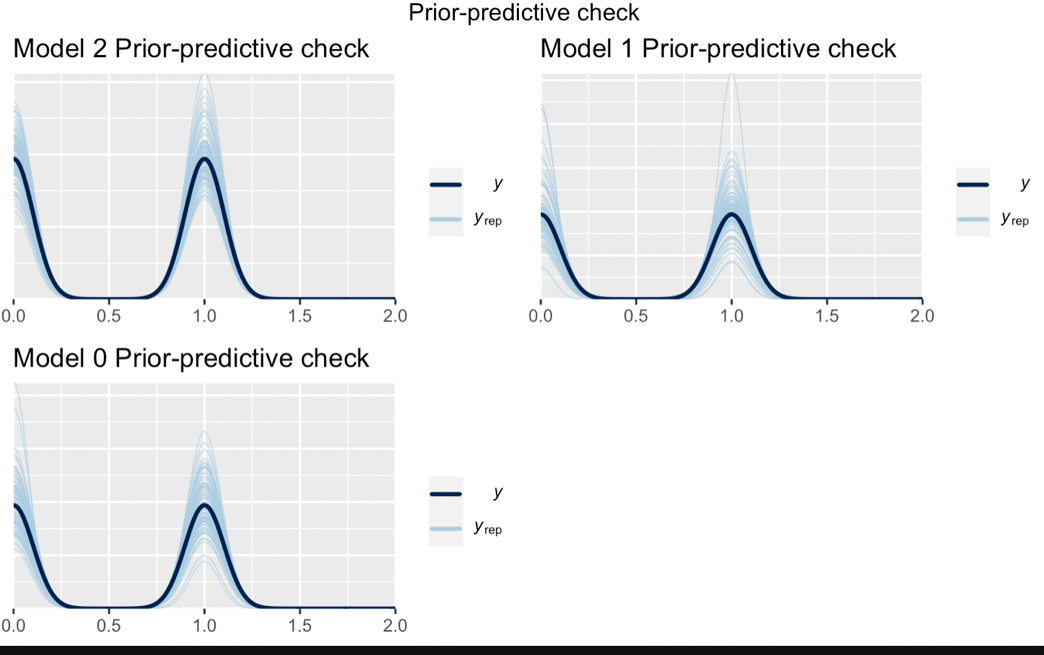 Prior-predictive check
Model 2 Prior-predictive check
y
yrep
0.0 0.5 1.0 1.5 2.0
Model 1 Prior-predictive check
y
yrep
0.0 0.5 1.0 1.5 2.0
Model 0 Prior-predictive check
y
yrep
0.0 0.5 1.0 1.5 2.0